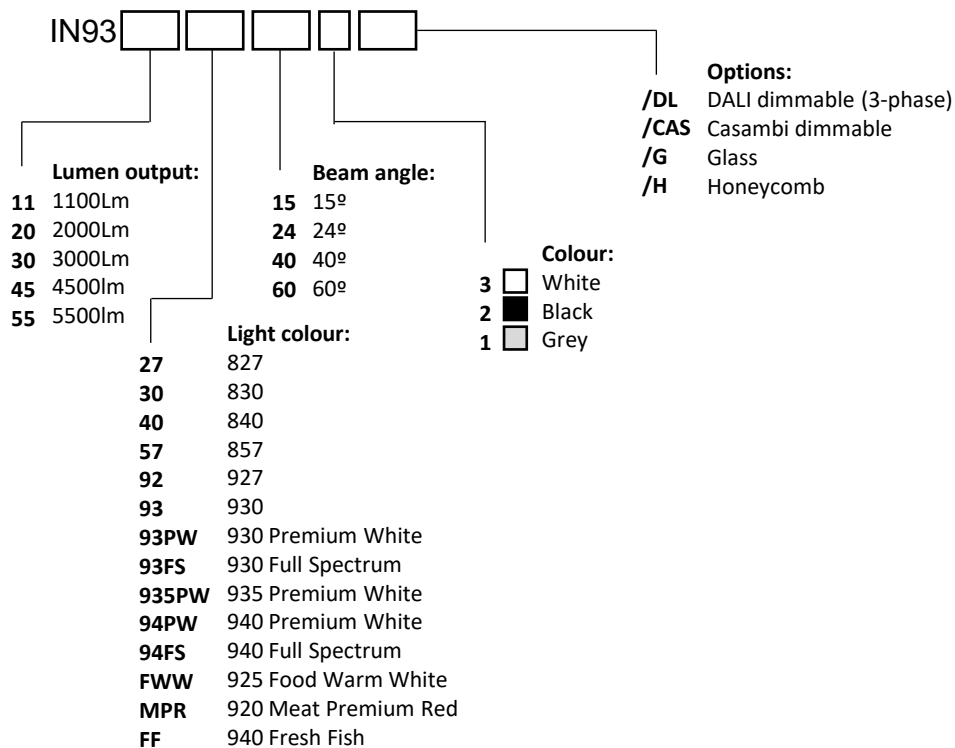 IN93
Options:
/DL DALI dimmable (3-phase)
/CAS Casambi dimmable
/G Glass
/H Honeycomb
Lumen output:
11 1100Lm
20 2000Lm
30 3000Lm
45 4500lm
55 5500lm
Beam angle:
15 15º
24 24º
40 40º
60 60º
Colour:
3 White
2 Black
1 Grey
Light colour:
27 827
30 830
40 840
57 857
92 927
93 930
93PW 930 Premium White
93FS 930 Full Spectrum
935PW 935 Premium White
94PW 940 Premium White
94FS 940 Full Spectrum
FWW 925 Food Warm White
MPR 920 Meat Premium Red
FF 940 Fresh Fish